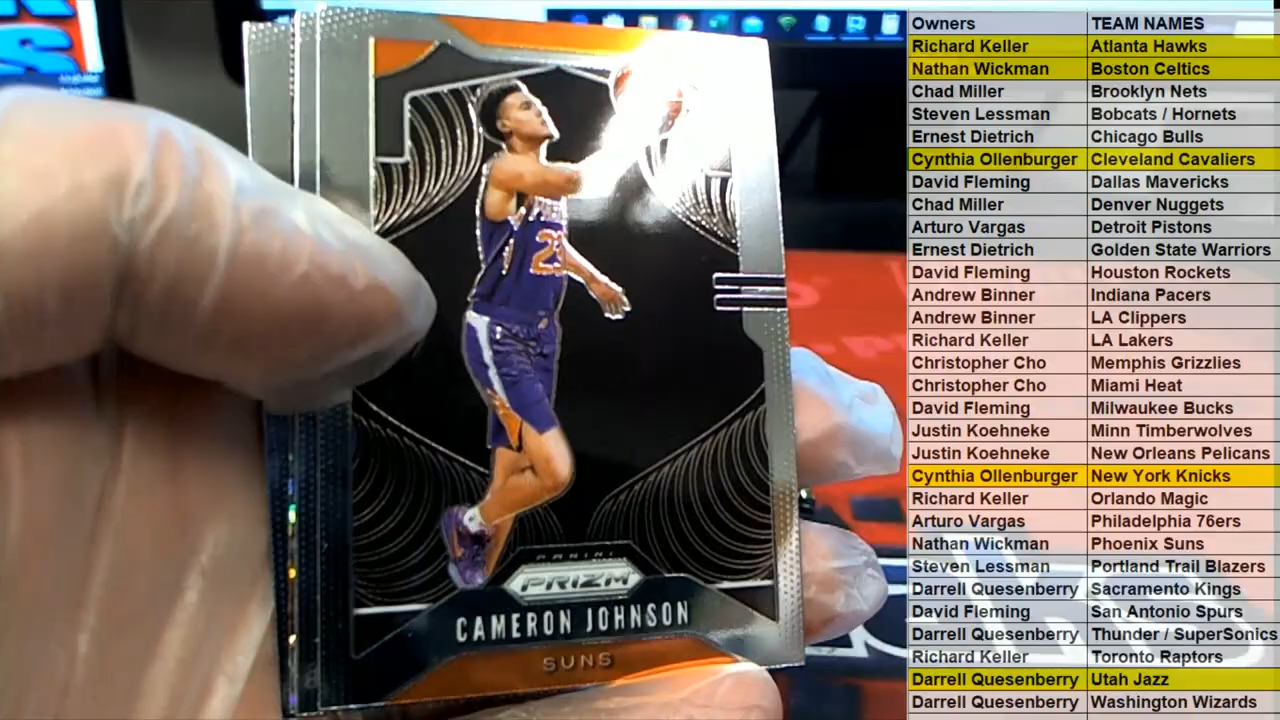 PANINI
PRIZM
CAMERON JOHNSON
SUNS
23
Owners TEAM NAMES
Richard Keller Atlanta Hawks
Nathan Wickman Boston Celtics
Chad Miller Brooklyn Nets
Steven Lessman Bobcats / Hornets
Ernest Dietrich Chicago Bulls
Cynthia Ollenburger Cleveland Cavaliers
David Fleming Dallas Mavericks
Chad Miller Denver Nuggets
Arturo Vargas Detroit Pistons
Ernest Dietrich Golden State Warriors
David Fleming Houston Rockets
Andrew Binner Indiana Pacers
Andrew Binner LA Clippers
Richard Keller LA Lakers
Christopher Cho Memphis Grizzlies
Christopher Cho Miami Heat
David Fleming Milwaukee Bucks
Justin Koehneke Minn Timberwolves
Justin Koehneke New Orleans Pelicans
Cynthia Ollenburger New York Knicks
Richard Keller Orlando Magic
Arturo Vargas Philadelphia 76ers
Nathan Wickman Phoenix Suns
Steven Lessman Portland Trail Blazers
Darrell Quesenberry Sacramento Kings
David Fleming San Antonio Spurs
Darrell Quesenberry Thunder / SuperSonics
Richard Keller Toronto Raptors
Darrell Quesenberry Utah Jazz
Darrell Quesenberry Washington Wizards